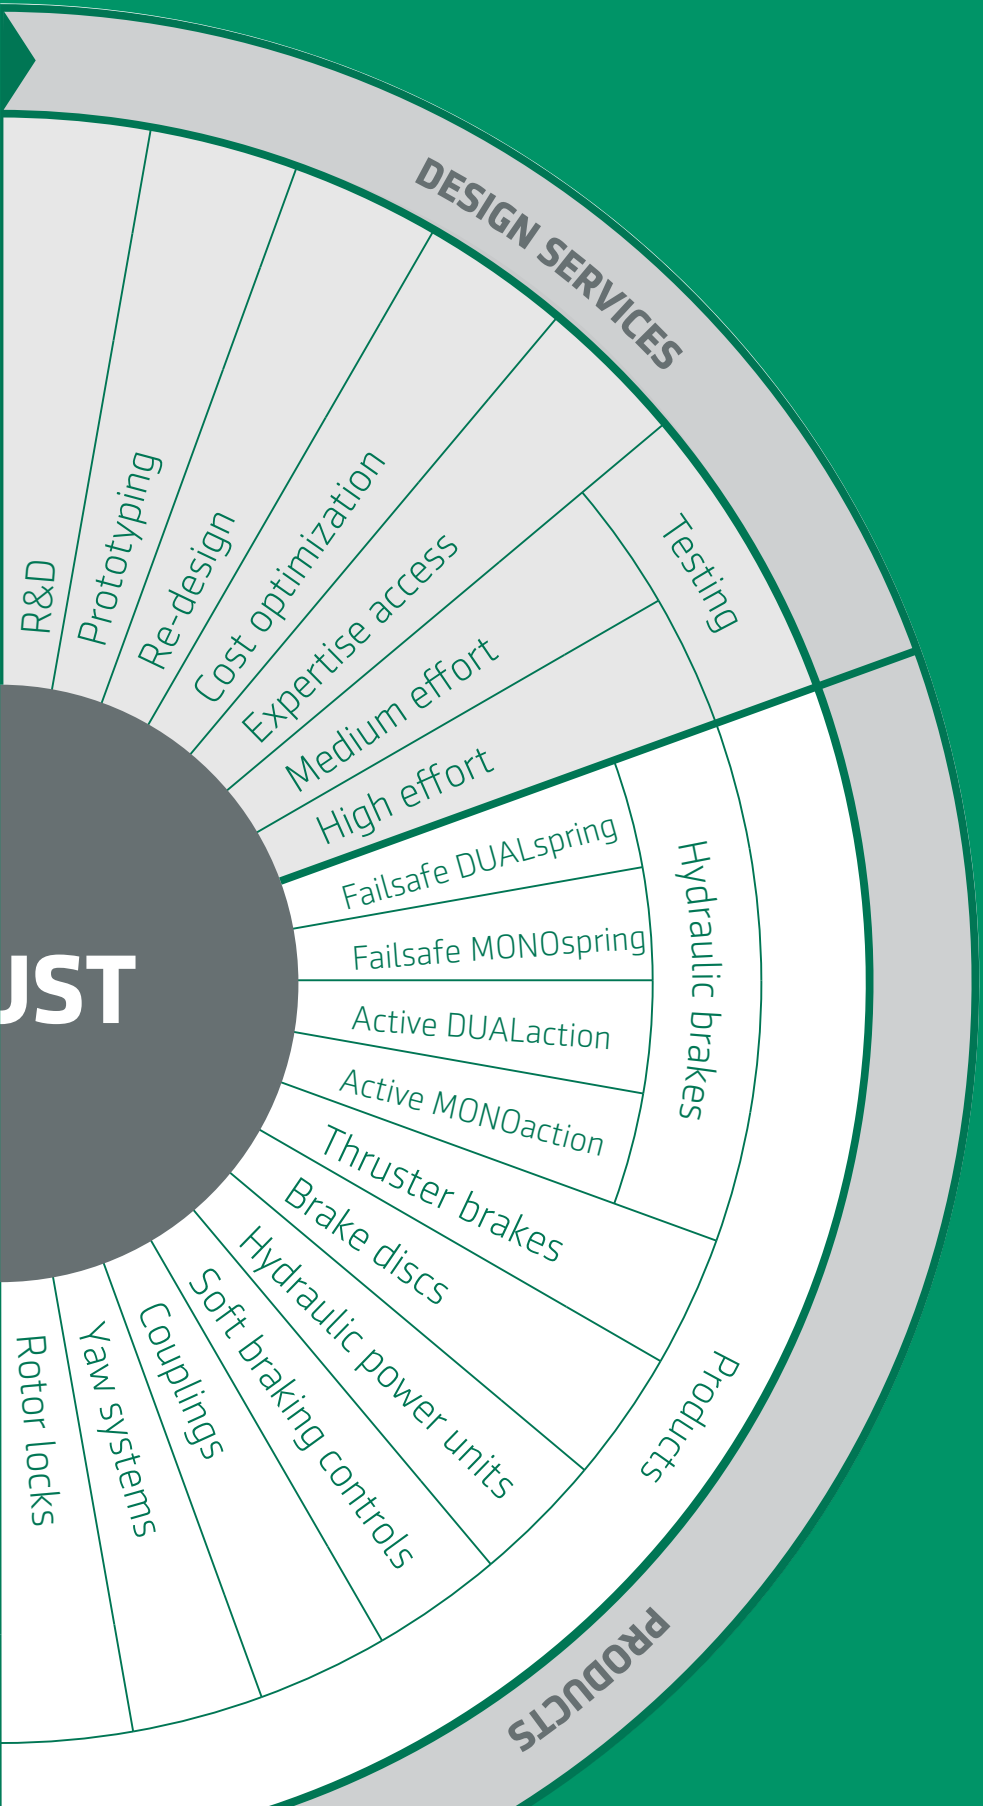 DESIGN SERVICES
R&D
Prototyping
Re-design
Cost optimization
Expertise access
Testing
Medium effort
High effort
Failsafe DUALspring
Failsafe MONOspring
Active DUALaction
Active MONOaction
Hydraulic brakes
Thruster brakes
Brake discs
Hydraulic power units
Soft braking controls
Couplings
Yaw systems
Rotor locks
Products
PRODUCTS
UST